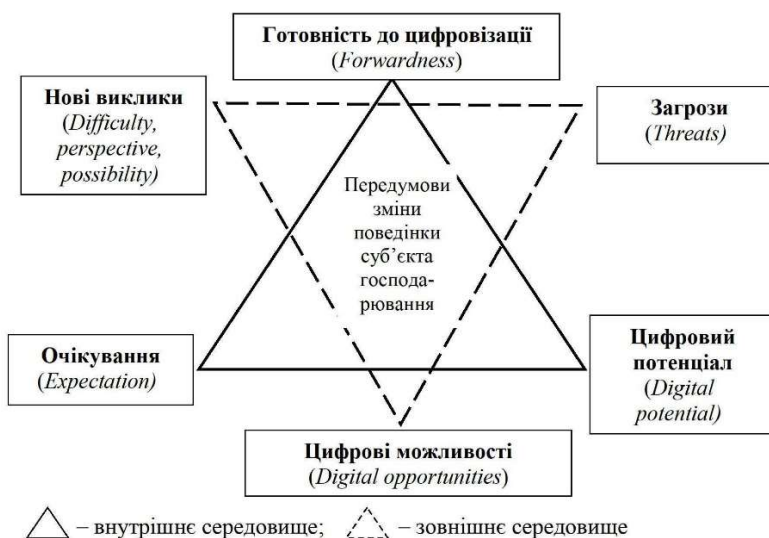 Готовність до цифровізації
(Forwardness)
Нові виклики
(Difficulty,
perspective,
possibility)
Загрози
(Threats)
Передумови
зміни
поведінки
суб’єкта
господа-
рювання
Очікування
(Expectation)
Цифровий
потенціал
(Digital
potential)
Цифрові можливості
(Digital opportunities)
– внутрішнє середовище; – зовнішнє середовище